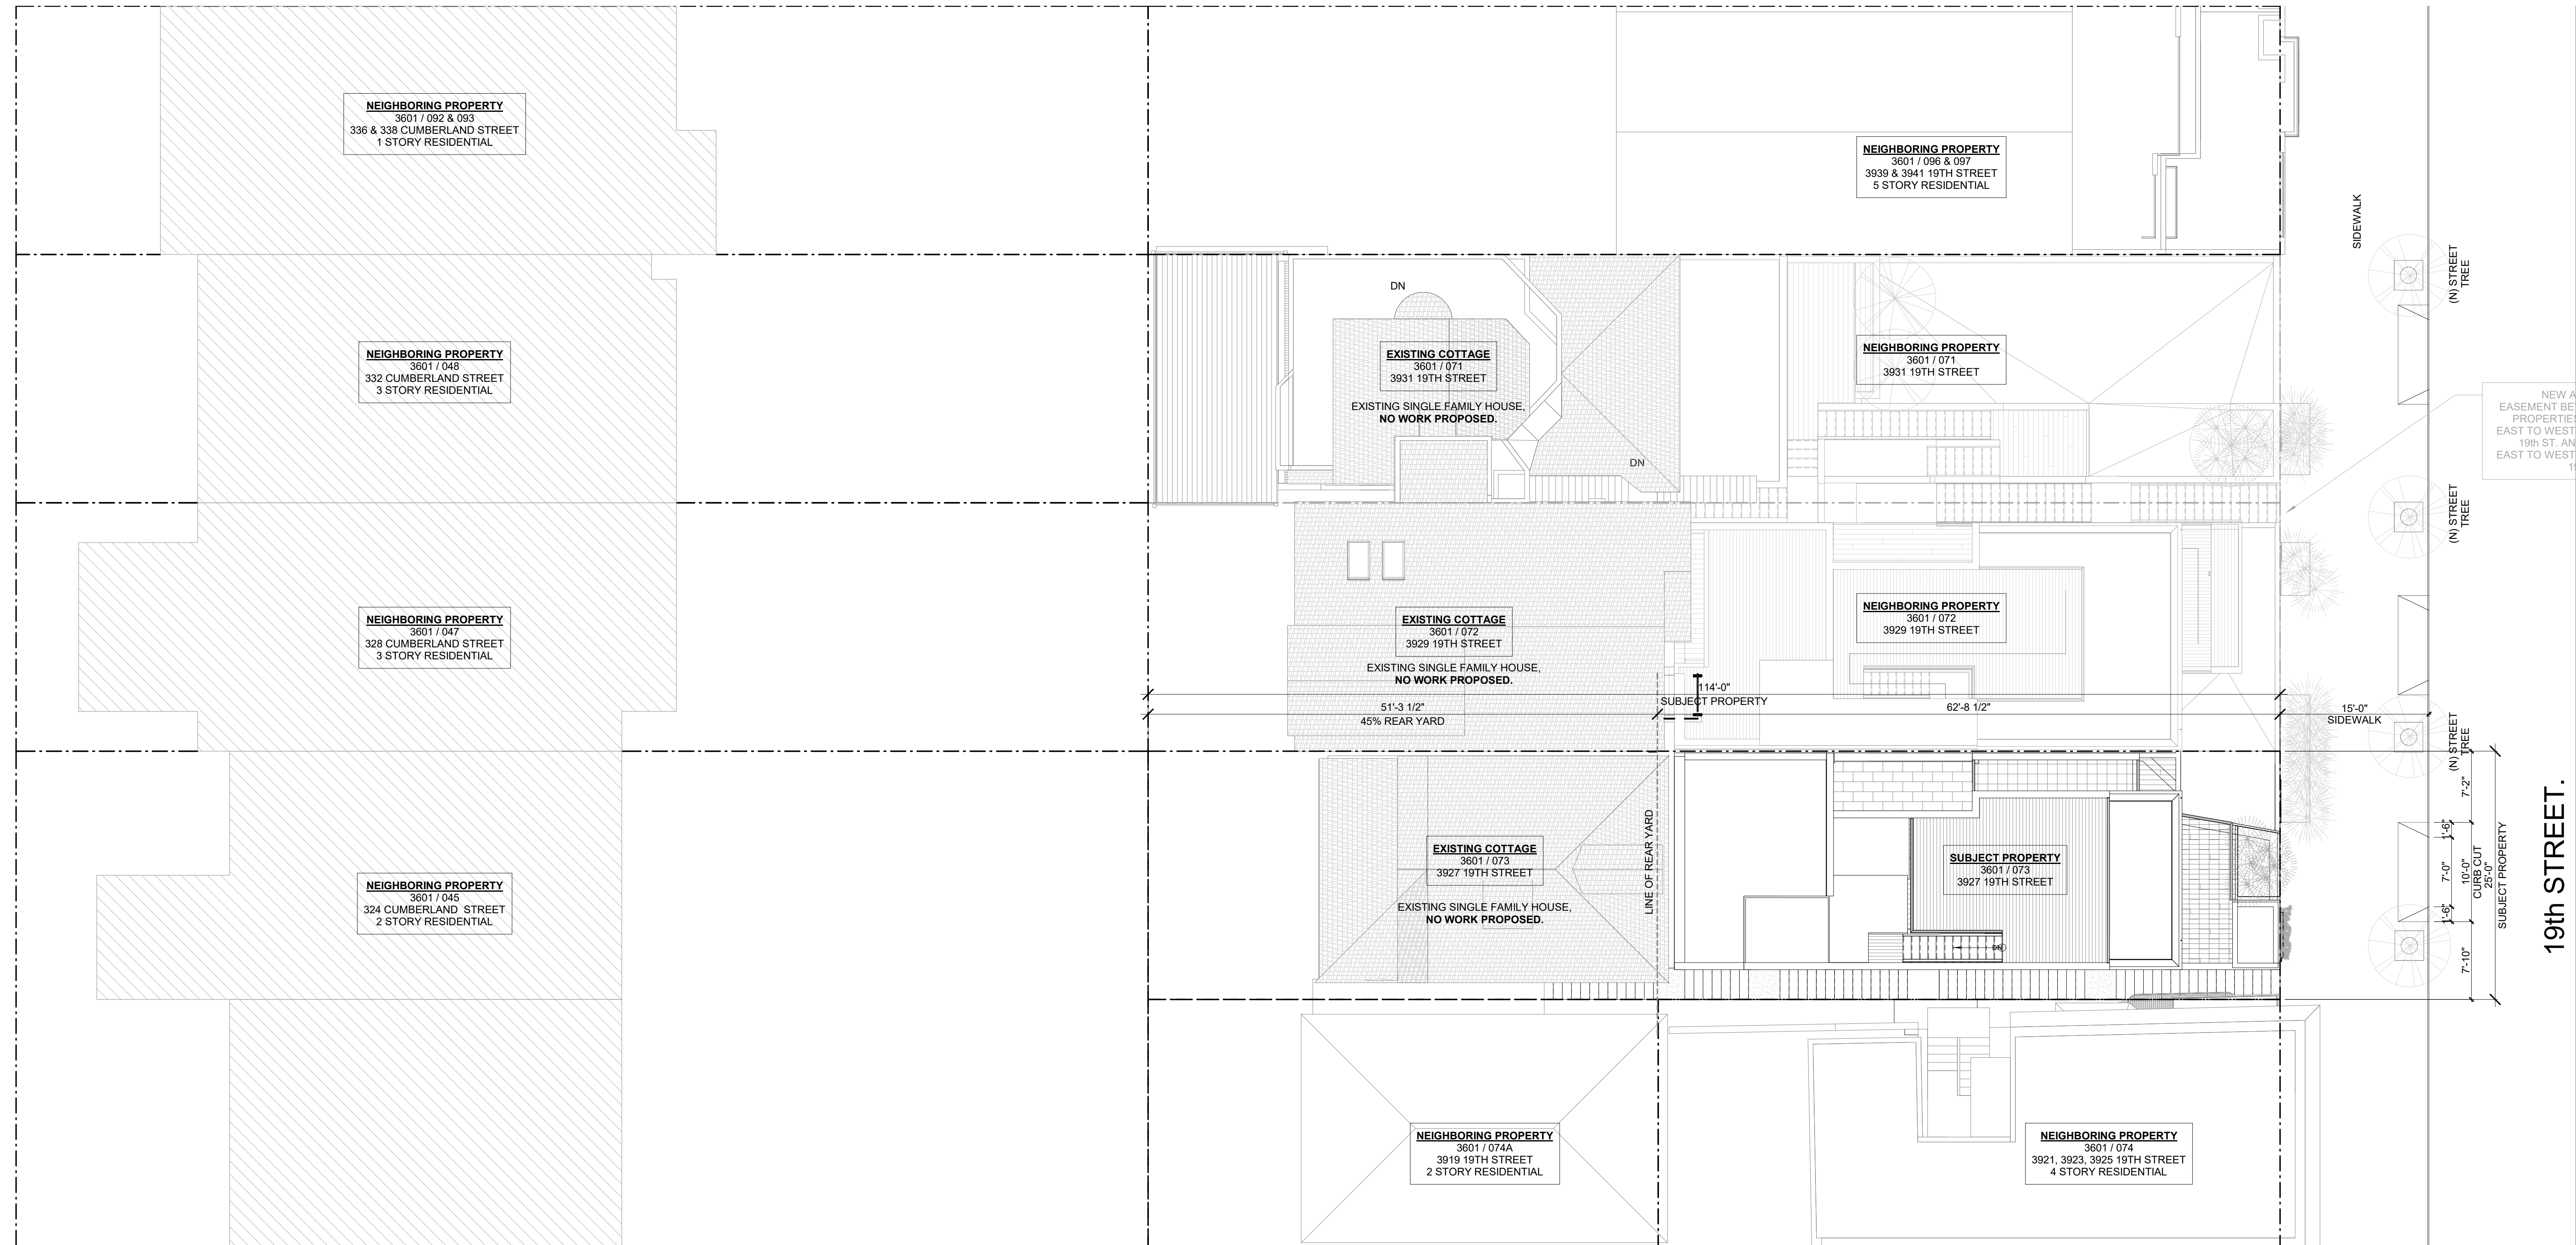 NEIGHBORING PROPERTY
3601 / 092 & 093
336 & 338 CUMBERLAND STREET
1 STORY RESIDENTIAL
NEIGHBORING PROPERTY
3601 / 096 & 097
3939 & 3941 19TH STREET
5 STORY RESIDENTIAL
SIDEWALK
(N) STREET
TREE
NEIGHBORING PROPERTY
3601 / 048
332 CUMBERLAND STREET
3 STORY RESIDENTIAL
DN
EXISTING COTTAGE
3601 / 071
3931 19TH STREET
EXISTING SINGLE FAMILY HOUSE,
NO WORK PROPOSED.
DN
NEIGHBORING PROPERTY
3601 / 071
3931 19TH STREET
NEW A
EASEMENT BE
PROPERTIES
EAST TO WEST
19th ST. AN
EAST TO WEST
19
(N) STREET
TREE
NEIGHBORING PROPERTY
3601 / 047
328 CUMBERLAND STREET
3 STORY RESIDENTIAL
EXISTING COTTAGE
3601 / 072
3929 19TH STREET
EXISTING SINGLE FAMILY HOUSE,
NO WORK PROPOSED.
NEIGHBORING PROPERTY
3601 / 072
3929 19TH STREET
114'-0"
SUBJECT PROPERTY
51'-3 1/2"
45% REAR YARD
62'-8 1/2"
15'-0"
SIDEWALK
(N) STREET
TREE
NEIGHBORING PROPERTY
3601 / 045
324 CUMBERLAND STREET
2 STORY RESIDENTIAL
EXISTING COTTAGE
3601 / 073
3927 19TH STREET
EXISTING SINGLE FAMILY HOUSE,
NO WORK PROPOSED.
LINE OF REAR YARD
SUBJECT PROPERTY
3601 / 073
3927 19TH STREET
DN
7'-2"
1'-6"
7'-0"
1'-6"
10'-0"
CURB CUT
7'-10"
25'-0"
SUBJECT PROPERTY
19th STREET.
NEIGHBORING PROPERTY
3601 / 074A
3919 19TH STREET
2 STORY RESIDENTIAL
NEIGHBORING PROPERTY
3601 / 074
3921, 3923, 3925 19TH STREET
4 STORY RESIDENTIAL